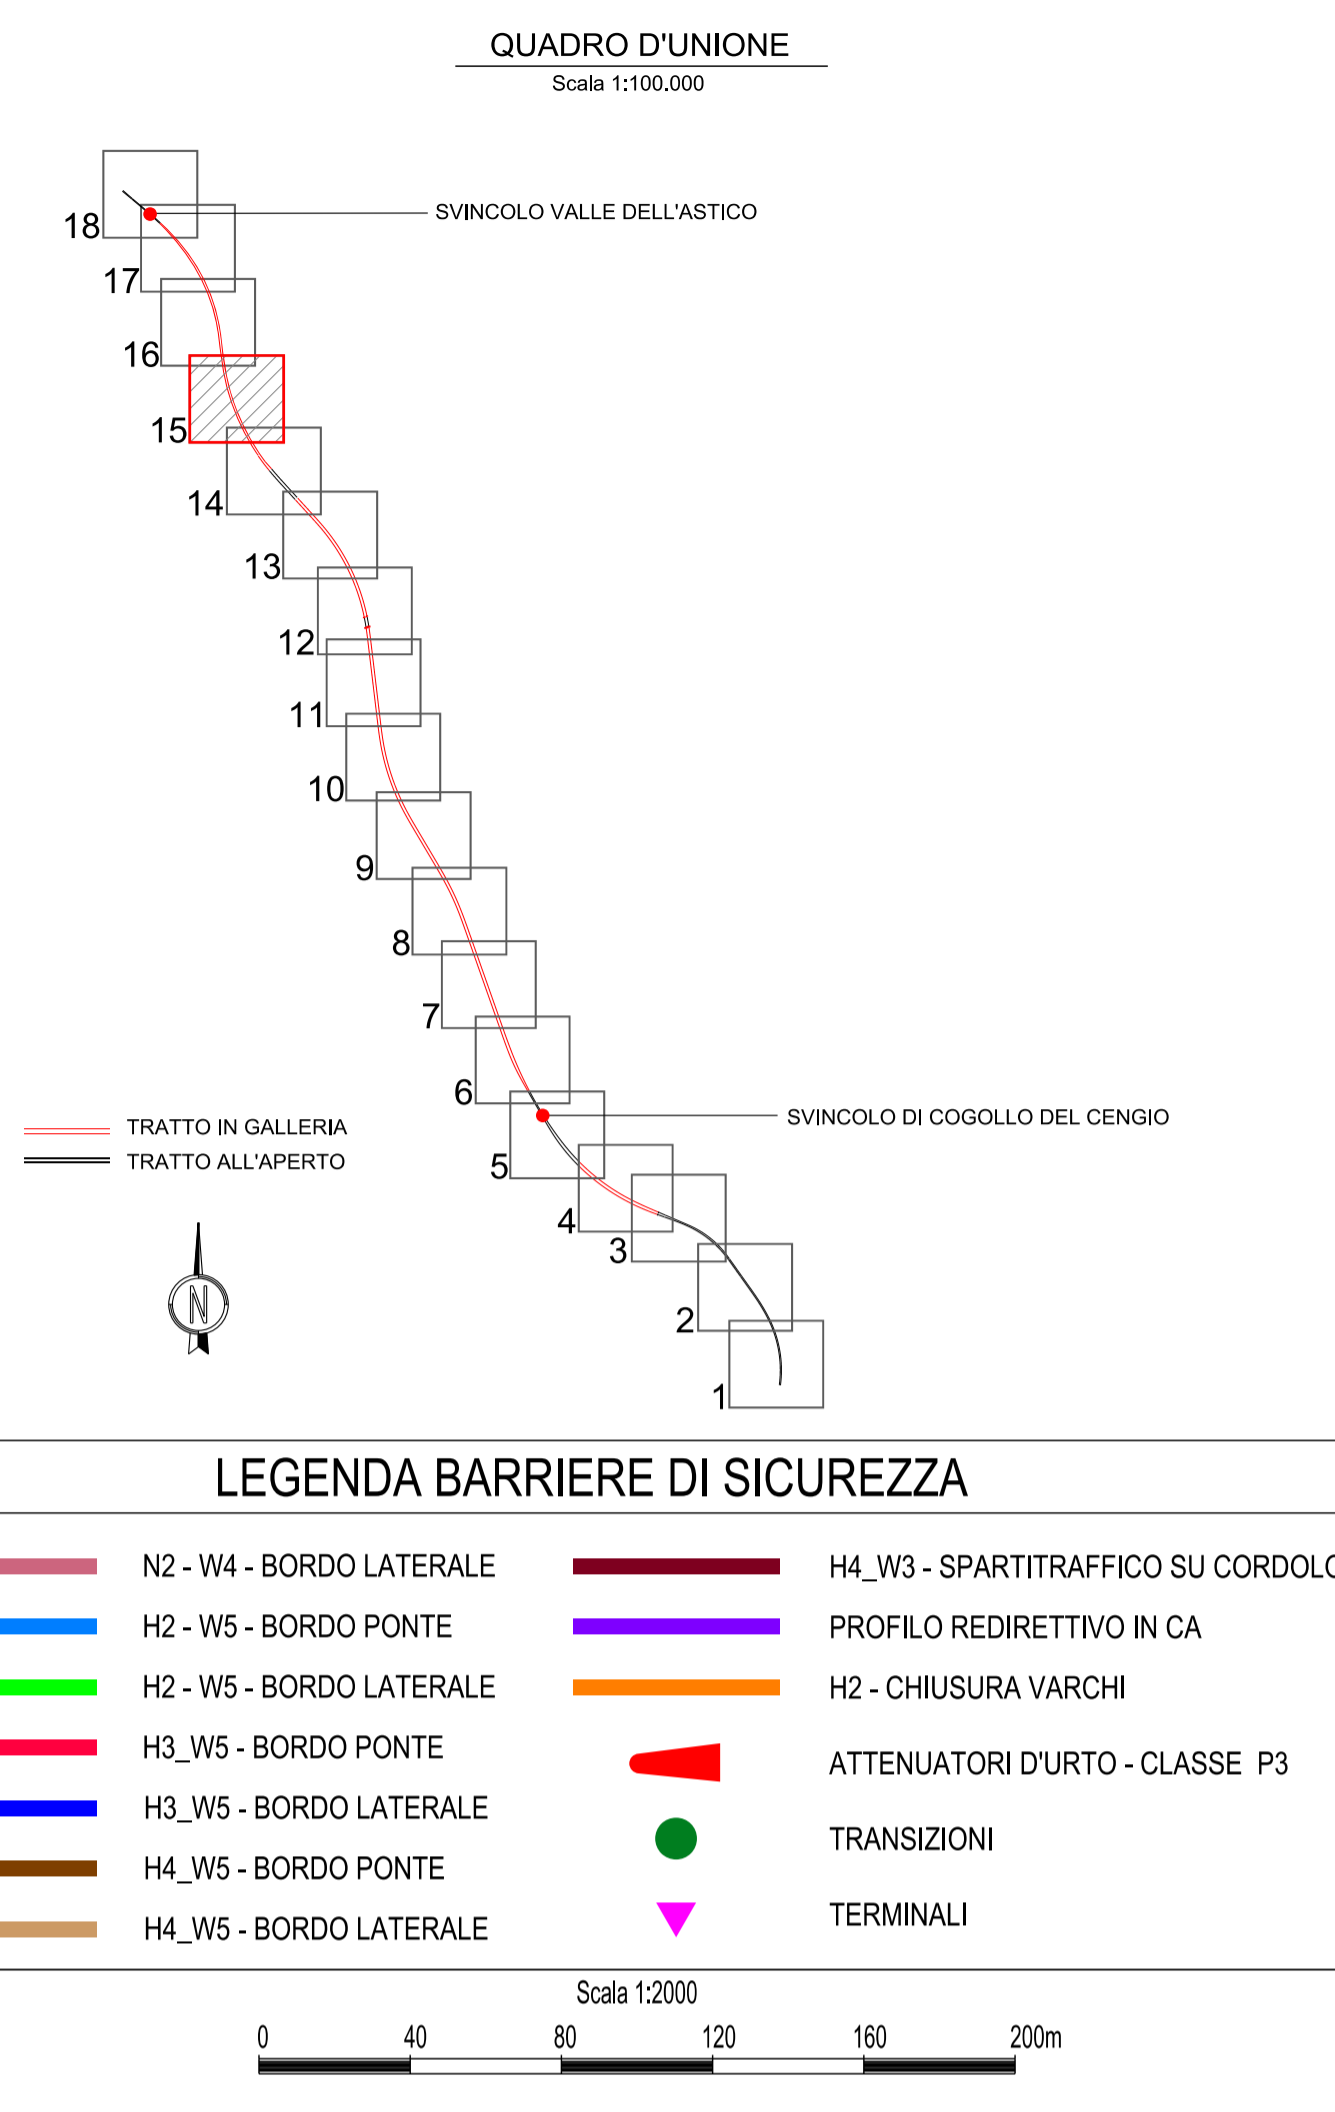 QUADRO D'UNIONE
Scala 1:100.000
18
SVINCOLO VALLE DELL'ASTICO
17
16
15
14
13
12
11
10
9
8
7
6
SVINCOLO DI COGOLLO DEL CENGIO
TRATTO IN GALLERIA
TRATTO ALL'APERTO
5
4
3
N
2
1
LEGENDA BARRIERE DI SICUREZZA
N2 - W4 - BORDO LATERALE
H2 - W5 - BORDO PONTE
H2 - W5 - BORDO LATERALE
H3_W5 - BORDO PONTE
H3_W5 - BORDO LATERALE
H4_W5 - BORDO PONTE
H4_W5 - BORDO LATERALE
H4_W3 - SPARTITRAFFICO SU CORDOLO
PROFILO REDIRETTIVO IN CA
H2 - CHIUSURA VARCHI
ATTENUATORI D'URTO - CLASSE P3
TRANSIZIONI
TERMINALI
Scala 1:2000
0 40 80 120 160 200m